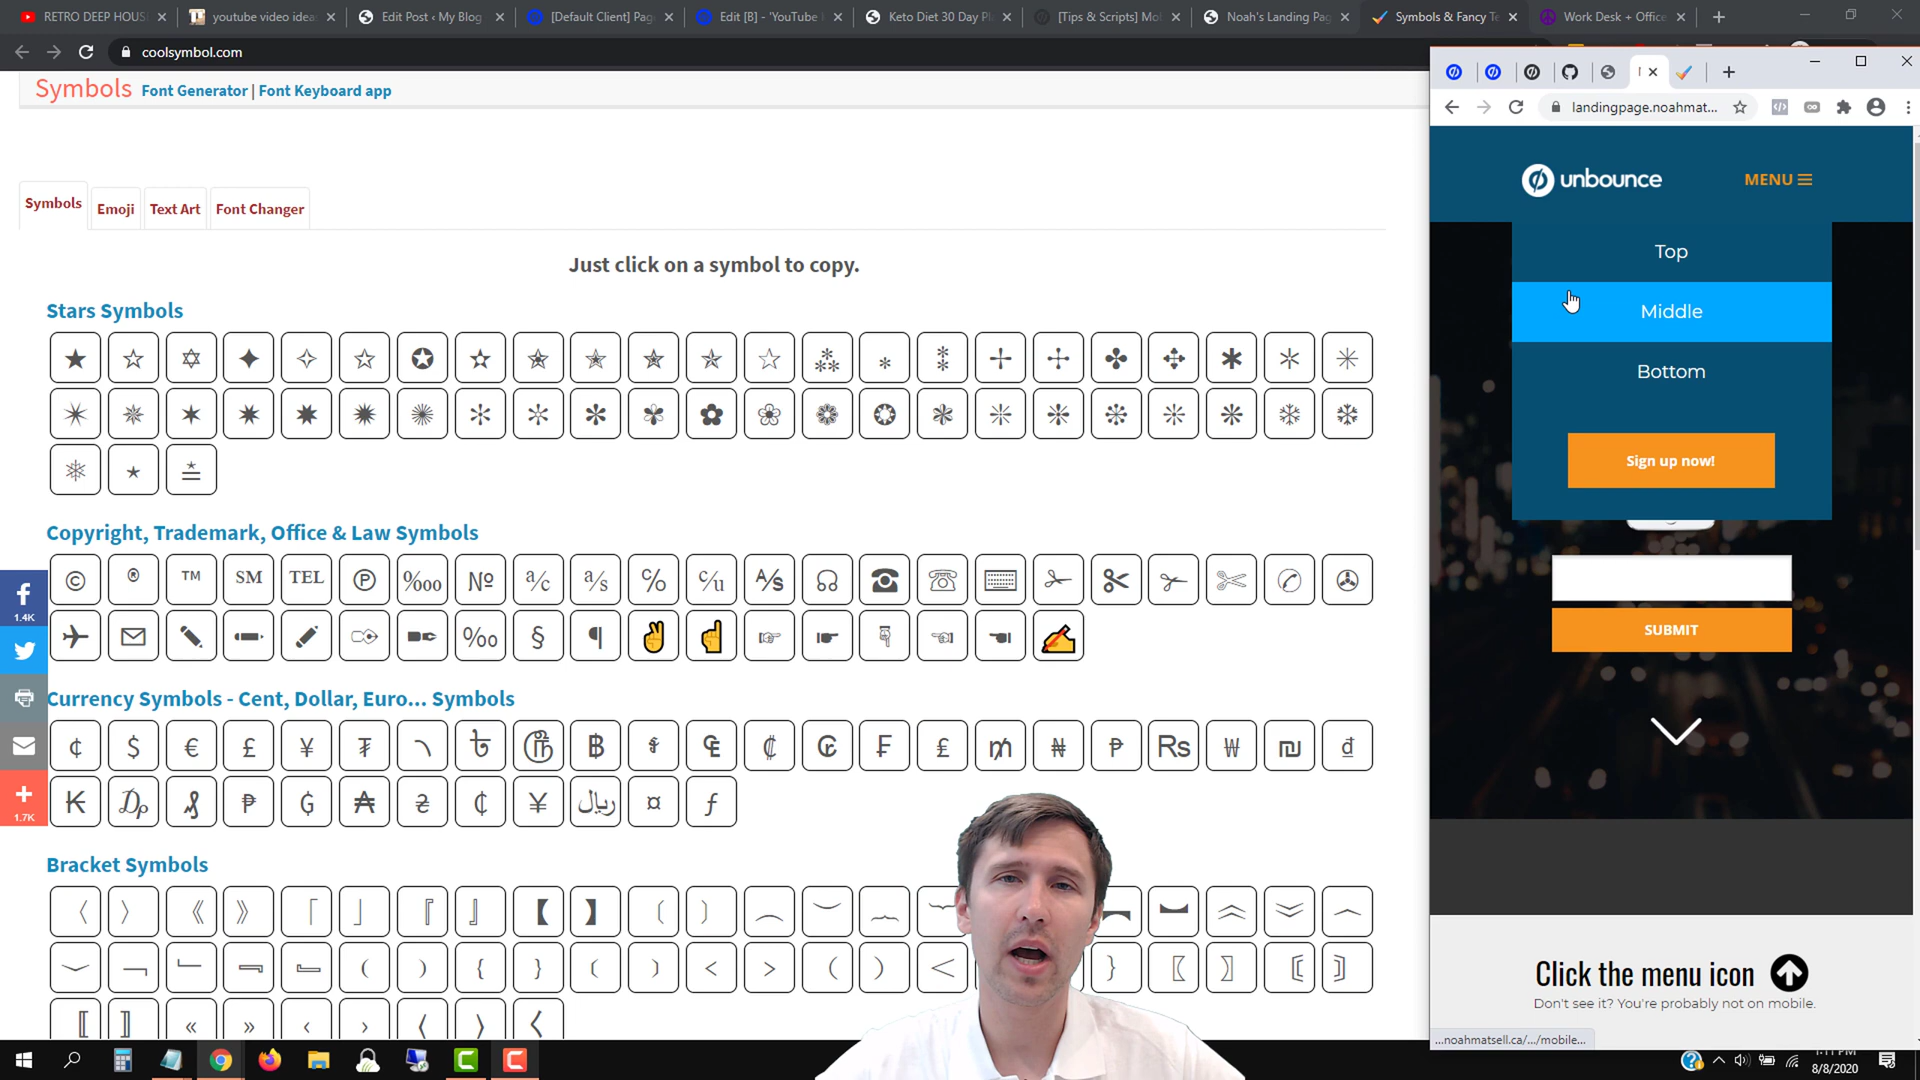 RETRO DEEP HOUS
youtube video idea
Edit Post ‹ My Blog
[Default Client] Pag
Edit [B] - 'YouTube
Keto Diet 30 Day Pl
[Tips & Scripts] Mo
Noah's Landing Pag
Symbols & Fancy Te
Work Desk + Office
coolsymbol.com
Symbols Font Generator | Font Keyboard app
Symbols Emoji Text Art Font Changer
Just click on a symbol to copy.
Stars Symbols
Copyright, Trademark, Office & Law Symbols
© ® ™ SM TEL ℗ ‱ № a/c a/s c/o c/u A/S
‰ § ¶
1.4K
Currency Symbols - Cent, Dollar, Euro... Symbols
¢ $ € £ ¥ Rs
1.7K
Bracket Symbols
landingpage.noahmat...
unbounce
MENU
Top
Middle
Bottom
Sign up now!
SUBMIT
Click the menu icon
Don't see it? You're probably not on mobile.
...noahmatsell.ca/.../mobile...
1:11 PM
8/8/2020